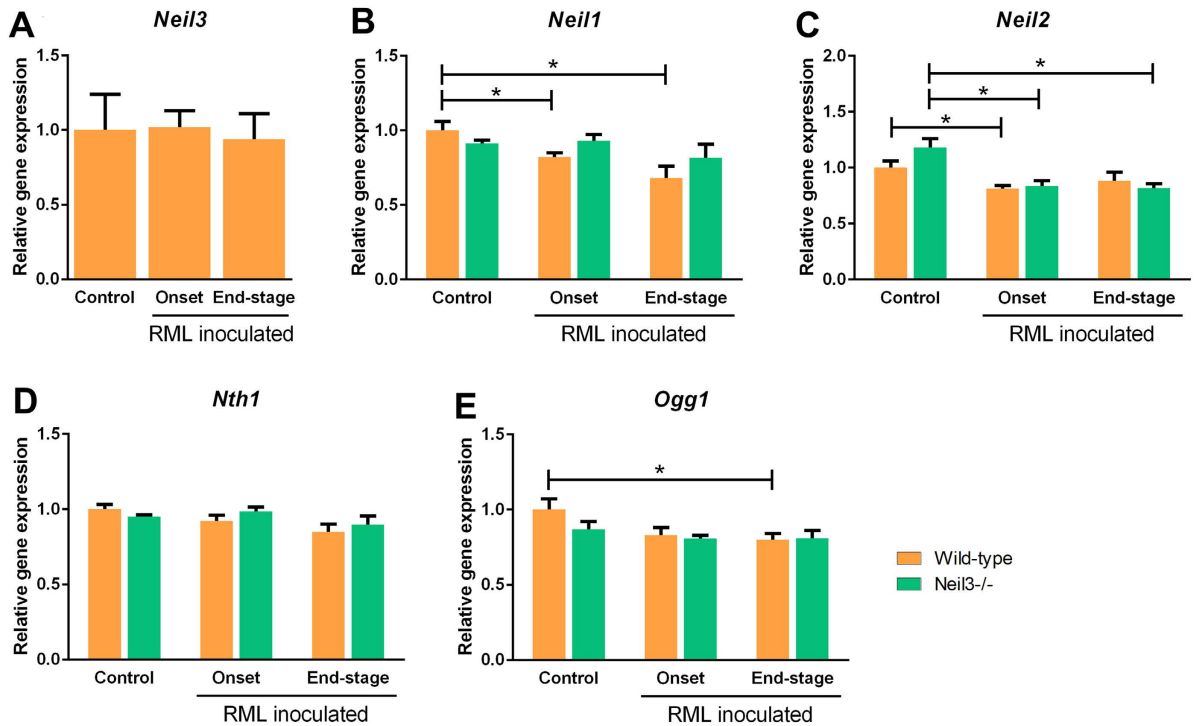 A
Neil3
Relative gene expression
1.5
1.0
0.5
0.0
Control
Onset
End-stage
RML inoculated
B
Neil1
Relative gene expression
1.5
1.0
0.5
0.0
*
*
Control
Onset
End-stage
RML inoculated
C
Neil2
Relative gene expression
2.0
1.5
1.0
0.5
0.0
*
*
*
Control
Onset
End-stage
RML inoculated
D
Nth1
Relative gene expression
1.5
1.0
0.5
0.0
Control
Onset
End-stage
RML inoculated
E
Ogg1
Relative gene expression
1.5
1.0
0.5
0.0
*
Control
Onset
End-stage
RML inoculated
Wild-type
Neil3-/-